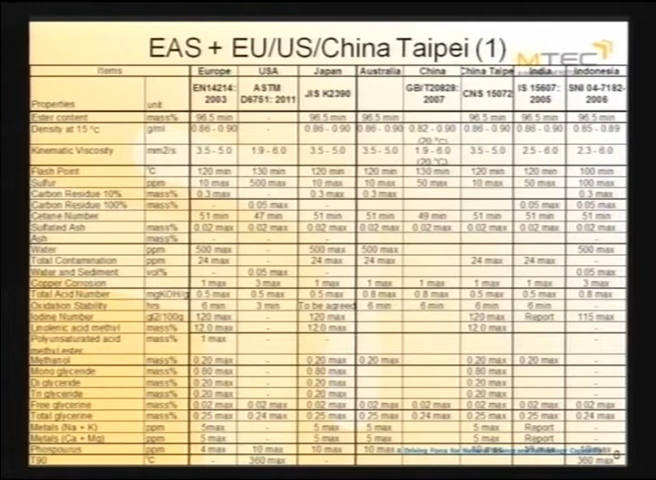 EAS + EU/US/China Taipei (1)
MTEC
Items Europe USA Japan Australia China China Taipe India Indonesia
Properties unit EN14214: 2003 ASTM D6751: 2011 JIS K2390 GB/T20828: 2007 CNS 15072 IS 15607: 2005 SNI 04-7182- 2006
Ester content mass% 96.5 min - 96.5 min 96.5 min - 96.5 min - -
Density at 15 °C g/ml 0.86 - 0.90 - 0.86 - 0.90 0.86 - 0.90 0.82 - 0.90 (20 °C) 0.86 - 0.90 0.86 - 0.90 0.85 - 0.89
Kinematic Viscosity mm2/s 3.5 - 5.0 1.9 - 6.0 3.5 - 5.0 3.5 - 5.0 1.9 - 6.0 (20 °C) 3.5 - 5.0 2.5 - 6.0 2.3 - 6.0
Flash Point °C 120 min 130 min 120 min 120 min 130 min 120 min 120 min 100 min
Sulfur ppm 10 max 500 max 10 max 10 max 50 max 10 max 50 max 100 max
Carbon Residue 10% mass% 0.3 max - 0.3 max 0.3 max
Carbon Residue 100% mass% - 0.05 max 0.05 max 0.05 max
Cetane Number 51 min 47 min 51 min 51 min 49 min 51 min 51 min 51 min
Sulfated Ash mass% 0.02 max 0.02 max 0.02 max 0.02 max 0.02 max 0.02 max 0.02 max 0.02 max
Ash mass%
Water ppm 500 max - 500 max 500 max 500 max
Total Contamination ppm 24 max - 24 max 24 max 24 max 24 max -
Water and Sediment vol% - 0.05 max 0.05 max
Copper Corrosion 1 max 3 max 1 max 1 max 1 max 1 max 1 max 3 max
Total Acid Number mgKOH/g 0.5 max 0.5 max 0.5 max 0.8 max 0.8 max 0.5 max 0.5 max 0.8 max
Oxidation Stability hrs 6 min 3 min To be agreed 6 min 6 min 6 min 6 min
Iodine Number gI2/100g 120 max - 120 max 120 max Report 115 max
Linolenic acid methyl mass% 12.0 max - 12.0 max 12.0 max
Polyunsaturated acid methyl ester mass% 1 max
Methanol mass% 0.20 max - 0.20 max 0.20 max 0.20 max 0.20 max
Mono glyceride mass% 0.80 max - 0.80 max 0.80 max
Di glyceride mass% 0.20 max - 0.20 max 0.20 max
Tri glyceride mass% 0.20 max - 0.20 max 0.20 max
Free glycerine mass% 0.02 max 0.02 max 0.02 max 0.02 max 0.02 max 0.02 max 0.02 max 0.02 max
Total glycerine mass% 0.25 max 0.24 max 0.25 max 0.25 max 0.24 max 0.25 max 0.25 max 0.24 max
Metals (Na + K) ppm 5max - 5 max 5 max 5 max Report -
Metals (Ca + Mg) ppm 5 max - 5 max 5 max 5 max Report -
Phospourus ppm 4 max 10 max 10 max 10 max
A Driving Force for National Science and Technology Capability
T90 °C - 360 max 360 max